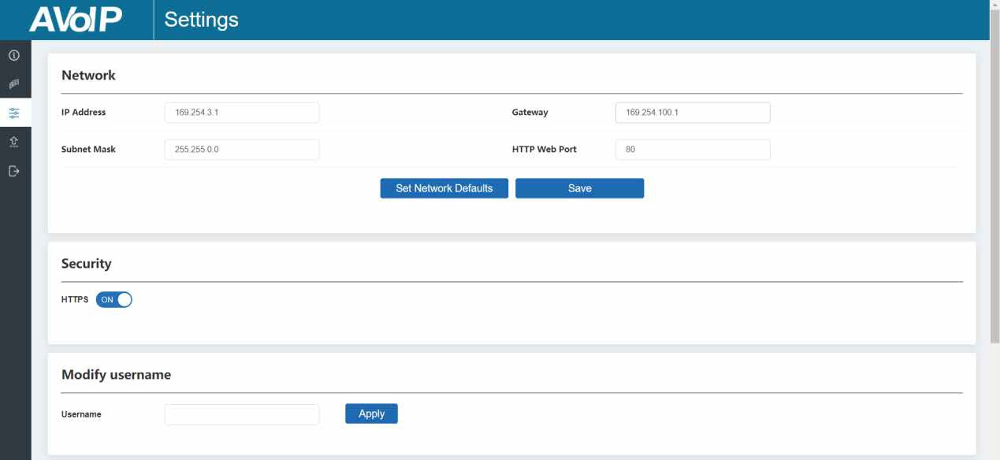 AVoIP Settings
Network
IP Address 169.254.3.1 Gateway 169.254.100.1
Subnet Mask 255.255.0.0 HTTP Web Port 80
Set Network Defaults Save
Security
HTTPS ON
Modify username
Username Apply